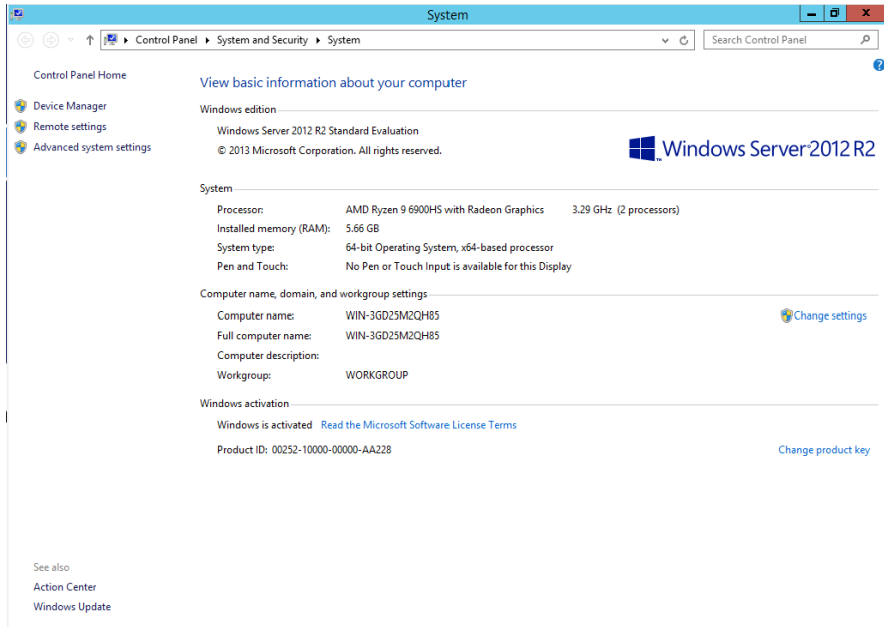 System
Control Panel System and Security System
Search Control Panel
Control Panel Home
Device Manager
Remote settings
Advanced system settings
View basic information about your computer
Windows edition
Windows Server 2012 R2 Standard Evaluation
© 2013 Microsoft Corporation. All rights reserved.
Windows Server 2012 R2
System
Processor: AMD Ryzen 9 6900HS with Radeon Graphics 3.29 GHz (2 processors)
Installed memory (RAM): 5.66 GB
System type: 64-bit Operating System, x64-based processor
Pen and Touch: No Pen or Touch Input is available for this Display
Computer name, domain, and workgroup settings
Computer name: WIN-3GD25M2QH85 Change settings
Full computer name: WIN-3GD25M2QH85
Computer description:
Workgroup: WORKGROUP
Windows activation
Windows is activated Read the Microsoft Software License Terms
Product ID: 00252-10000-00000-AA228 Change product key
See also
Action Center
Windows Update